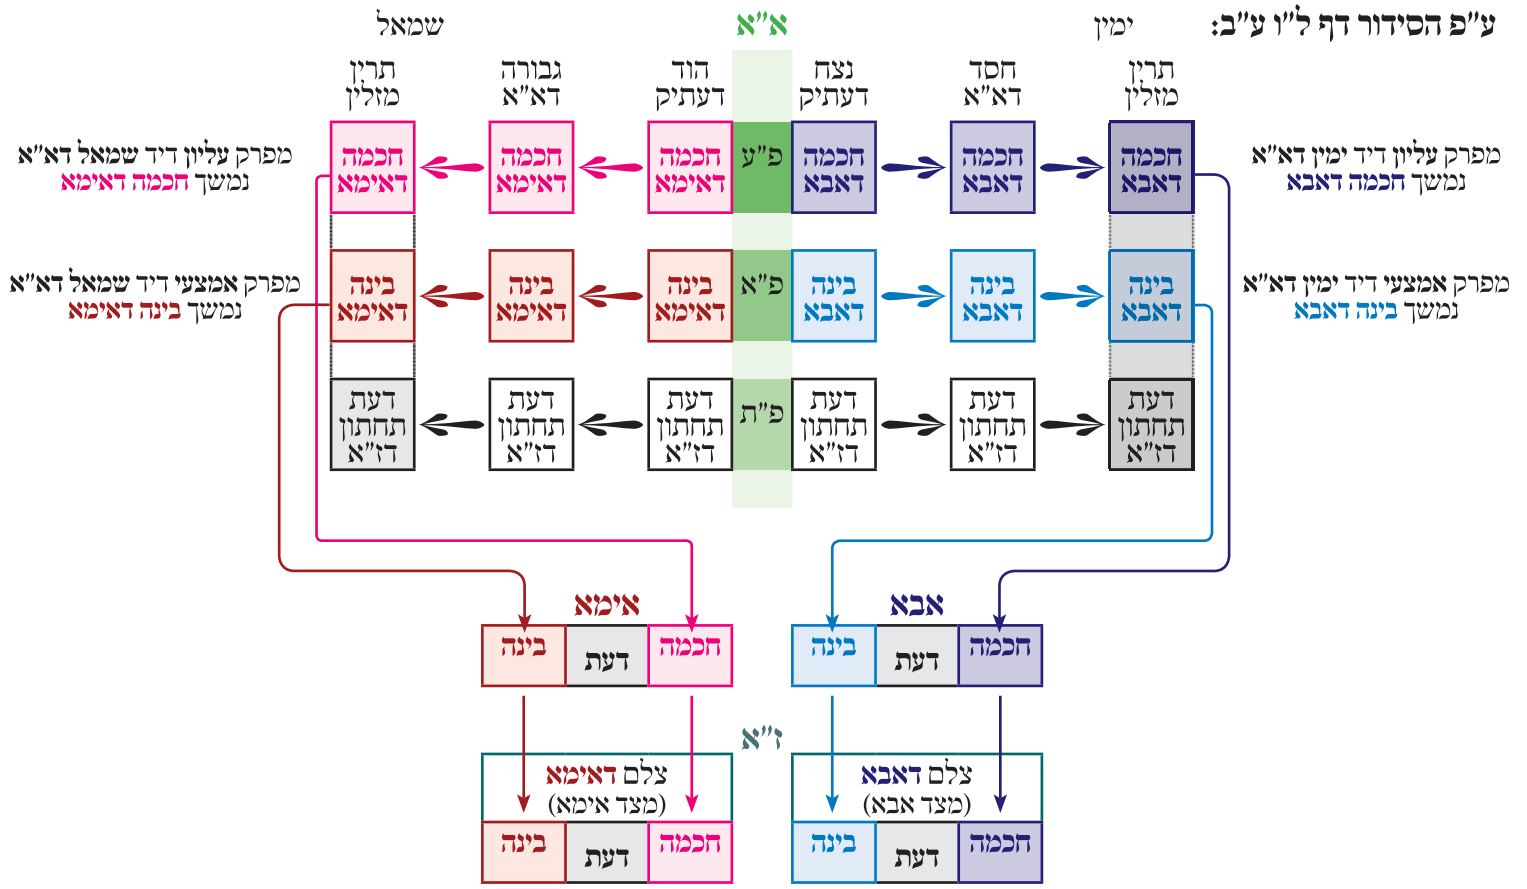 ע״פ הסידור דף ל״ו ע״ב:
ימין
א״א
שמאל
תרין
מזלין
חסד
דא״א
נצח
דעתיק
הוד
דעתיק
גבורה
דא״א
תרין
מזלין
מפרק עליון דיד ימין דא״א
נמשך חכמה דאבא
חכמה
דאבא
חכמה
דאבא
חכמה
דאבא
פ״ע
חכמה
דאימא
חכמה
דאימא
חכמה
דאימא
מפרק עליון דיד שמאל דא״א
נמשך חכמה דאימא
מפרק אמצעי דיד ימין דא״א
נמשך בינה דאבא
בינה
דאבא
בינה
דאבא
בינה
דאבא
פ״א
בינה
דאימא
בינה
דאימא
בינה
דאימא
מפרק אמצעי דיד שמאל דא״א
נמשך בינה דאימא
דעת
תחתון
דז״א
דעת
תחתון
דז״א
דעת
תחתון
דז״א
פ״ת
דעת
תחתון
דז״א
דעת
תחתון
דז״א
דעת
תחתון
דז״א
אבא
חכמה
דעת
בינה
אימא
חכמה
דעת
בינה
ז״א
צלם דאבא
(מצד אבא)
חכמה
דעת
בינה
צלם דאימא
(מצד אימא)
חכמה
דעת
בינה